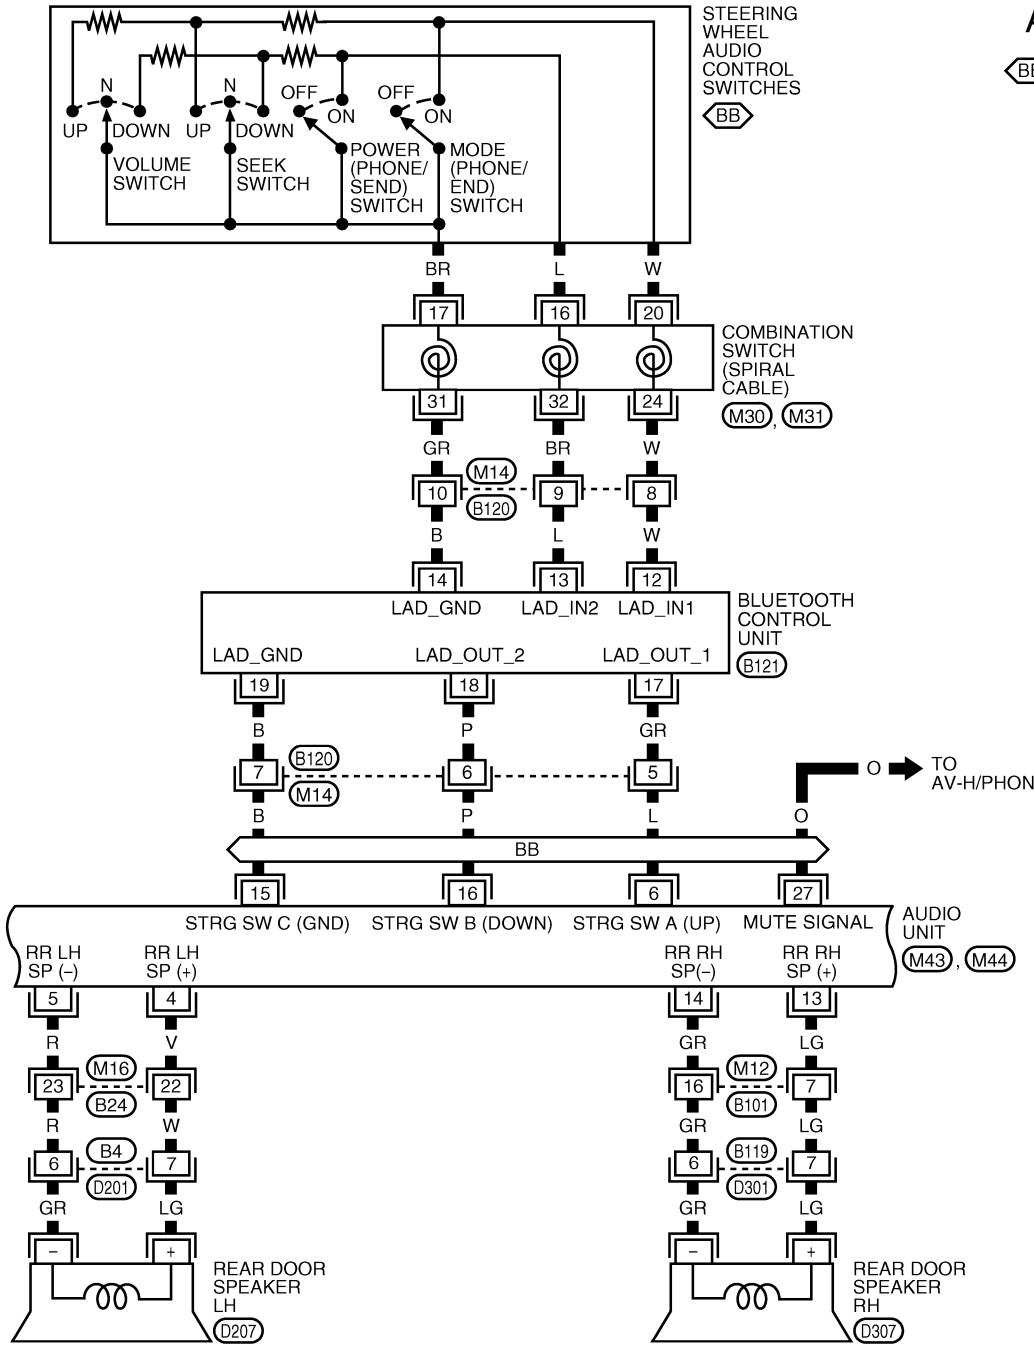 STEERING
WHEEL
AUDIO
CONTROL
SWITCHES
BB
N
N
OFF
OFF
UP
DOWN
UP
DOWN
ON
ON
VOLUME
SWITCH
SEEK
SWITCH
POWER
(PHONE/
SEND)
SWITCH
MODE
(PHONE/
END)
SWITCH
BR L W
17 16 20
COMBINATION
SWITCH
(SPIRAL
CABLE)
M30, M31
31 32 24
GR BR W
M14
10 9 8
B120
B L W
14 13 12
LAD_GND LAD_IN2 LAD_IN1
BLUETOOTH
CONTROL
UNIT
B121
LAD_GND LAD_OUT_2 LAD_OUT_1
19 18 17
B P GR
B120
7 6 5
M14
O
TO
AV-H/PHON
B P L O
BB
15 16 6 27
STRG SW C (GND) STRG SW B (DOWN) STRG SW A (UP) MUTE SIGNAL
AUDIO
UNIT
M43, M44
RR LH
SP (–)
RR LH
SP (+)
RR RH
SP(–)
RR RH
SP (+)
5 4 14 13
R V GR LG
M16 M12
23 22 16 7
B24 B101
R W GR LG
B4 B119
6 7 6 7
D201 D301
GR LG GR LG
– + – +
REAR DOOR
SPEAKER
LH
D207
REAR DOOR
SPEAKER
RH
D307